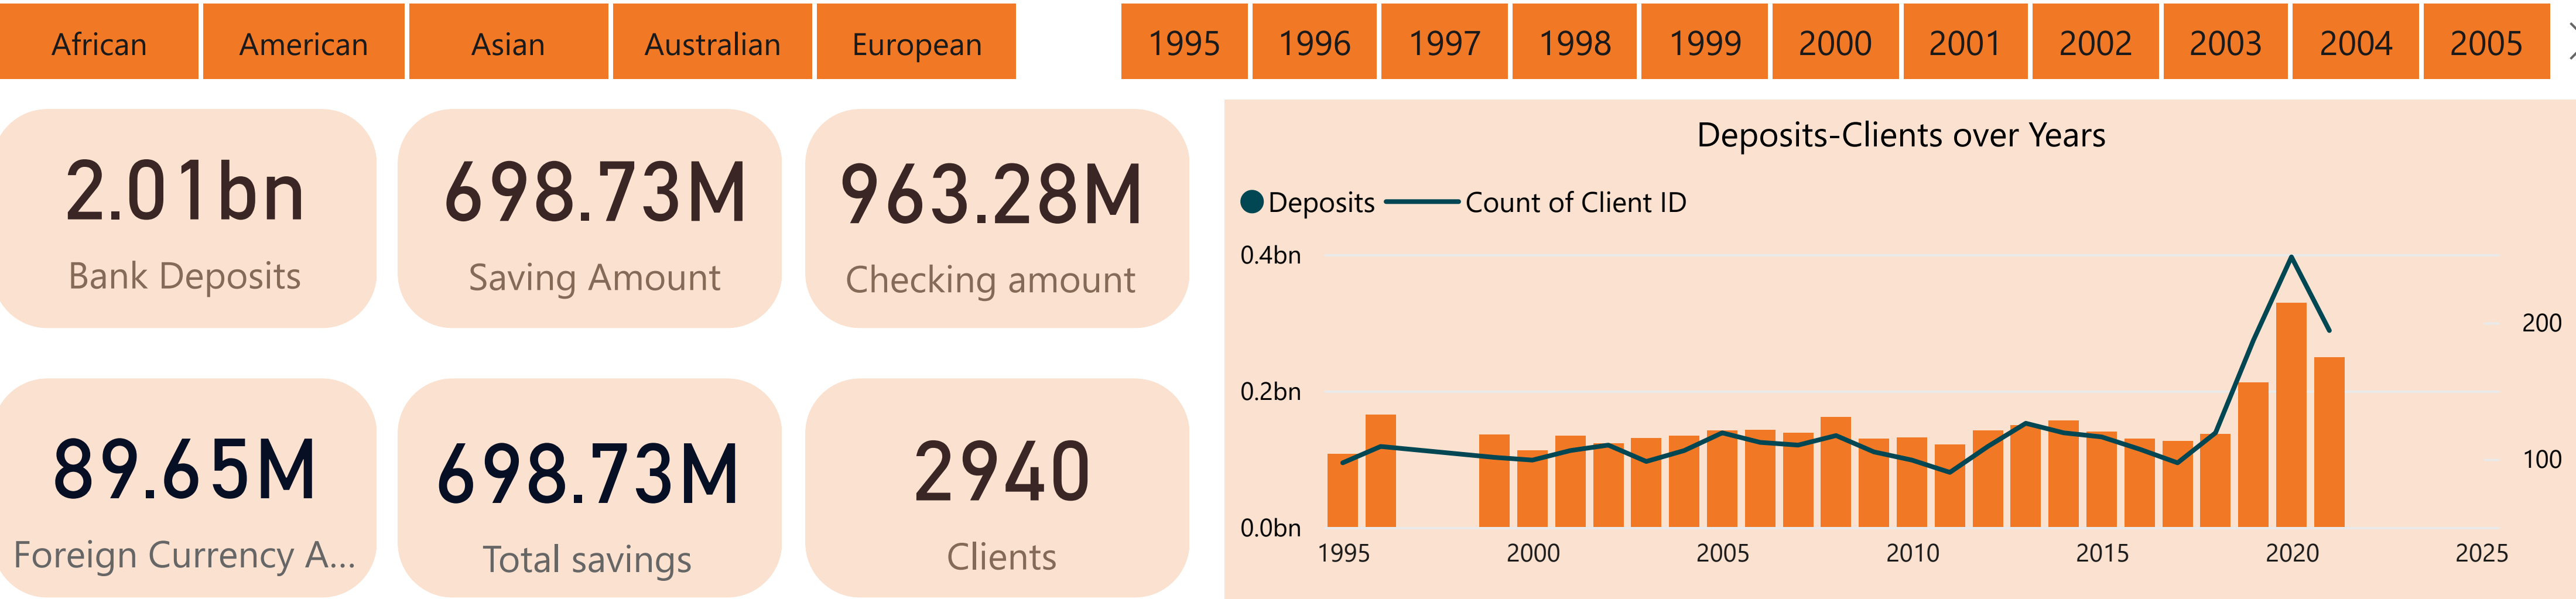 African American Asian Australian European 1995 1996 1997 1998 1999 2000 2001 2002 2003 2004 2005
2.01bn
Bank Deposits
698.73M
Saving Amount
963.28M
Checking amount
89.65M
Foreign Currency A...
698.73M
Total savings
2940
Clients
Deposits-Clients over Years
Deposits Count of Client ID
0.4bn
0.2bn
0.0bn
200
100
1995 2000 2005 2010 2015 2020 2025